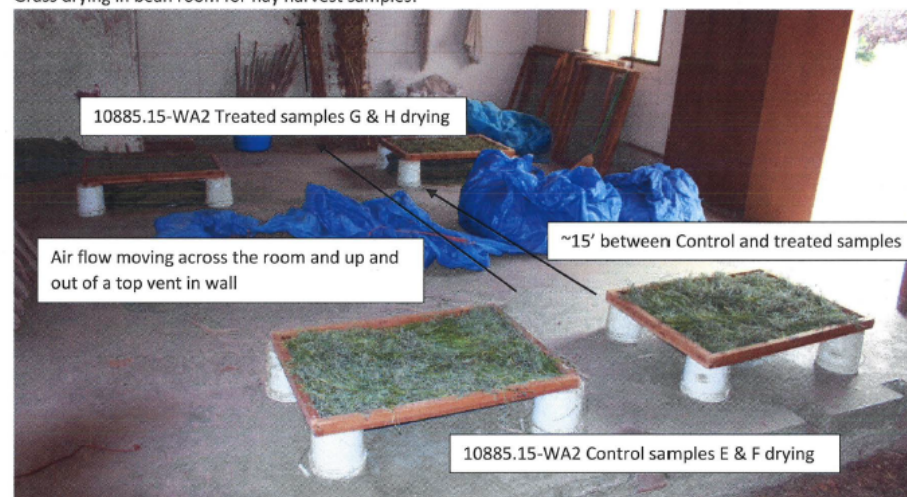 Grass drying in bean room for hay harvest samples.
10885.15-WA2 Treated samples G & H drying
~15' between Control and treated samples
Air flow moving across the room and up and
out of a top vent in wall
10885.15-WA2 Control samples E & F drying